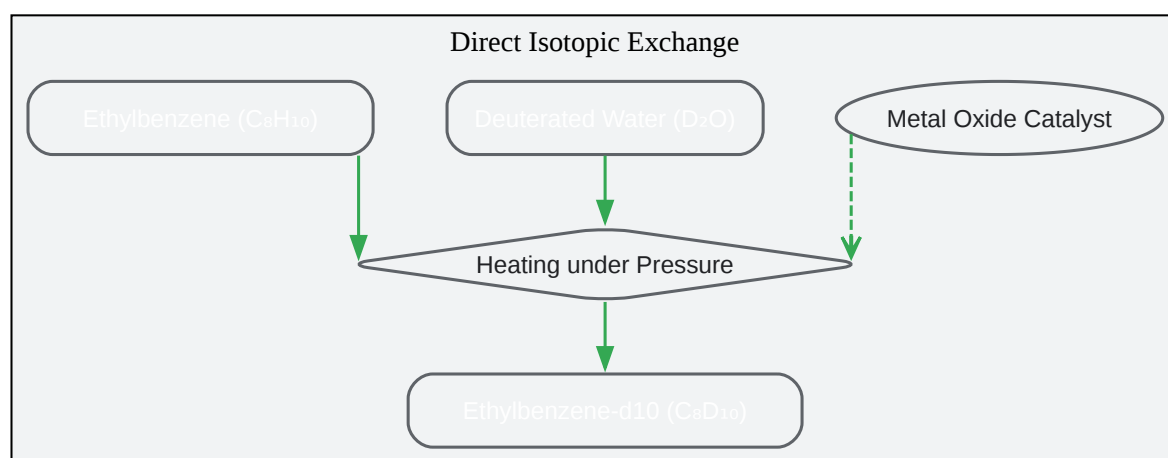 Direct Isotopic Exchange
Ethylbenzene (C₈H₁₀)
Deuterated Water (D₂O)
Metal Oxide Catalyst
Heating under Pressure
Ethylbenzene-d10 (C₈D₁₀)